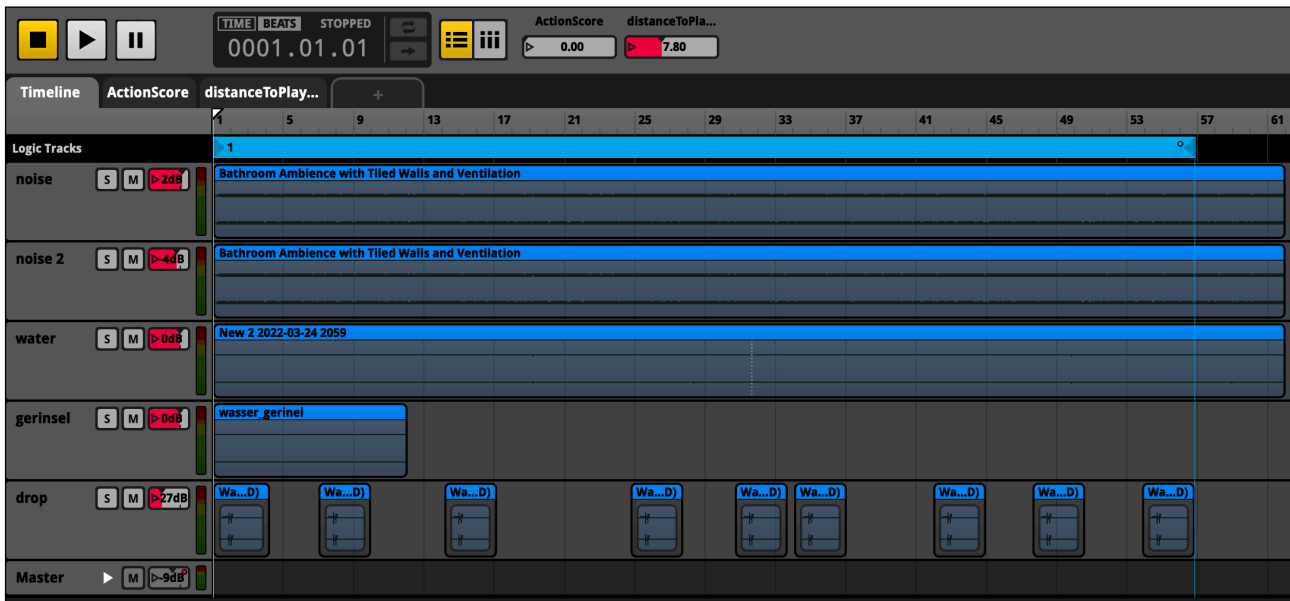 ActionScore distanceToPla...
TIME BEATS STOPPED
0001.01.01
0.00 7.80
Timeline ActionScore distanceToPlay... +
1 5 9 13 17 21 25 29 33 37 41 45 49 53 57 61
Logic Tracks 1
noise S M 2dB Bathroom Ambience with Tiled Walls and Ventilation
noise 2 S M -4dB Bathroom Ambience with Tiled Walls and Ventilation
water S M 0dB New 2 2022-03-24 2059
gerinsel S M 0dB wasser_gerinel
drop S M -27dB Wa...D) Wa...D) Wa...D) Wa...D) Wa...D) Wa...D) Wa...D) Wa...D) Wa...D)
Master M -9dB